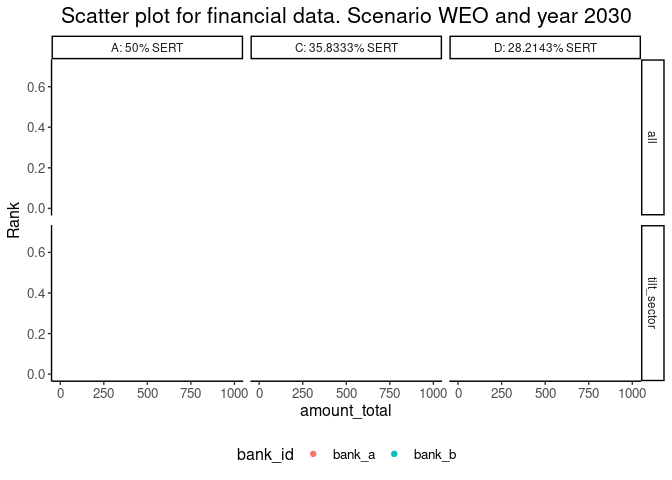 Scatter plot for financial data. Scenario WEO and year 2030
A: 50% SERT
C: 35.8333% SERT
D: 28.2143% SERT
0.6
0.4
0.2
0.0
all
Rank
0.6
0.4
0.2
0.0
tilt_sector
0 250 500 750 1000 0 250 500 750 1000 0 250 500 750 1000
amount_total
bank_id bank_a bank_b